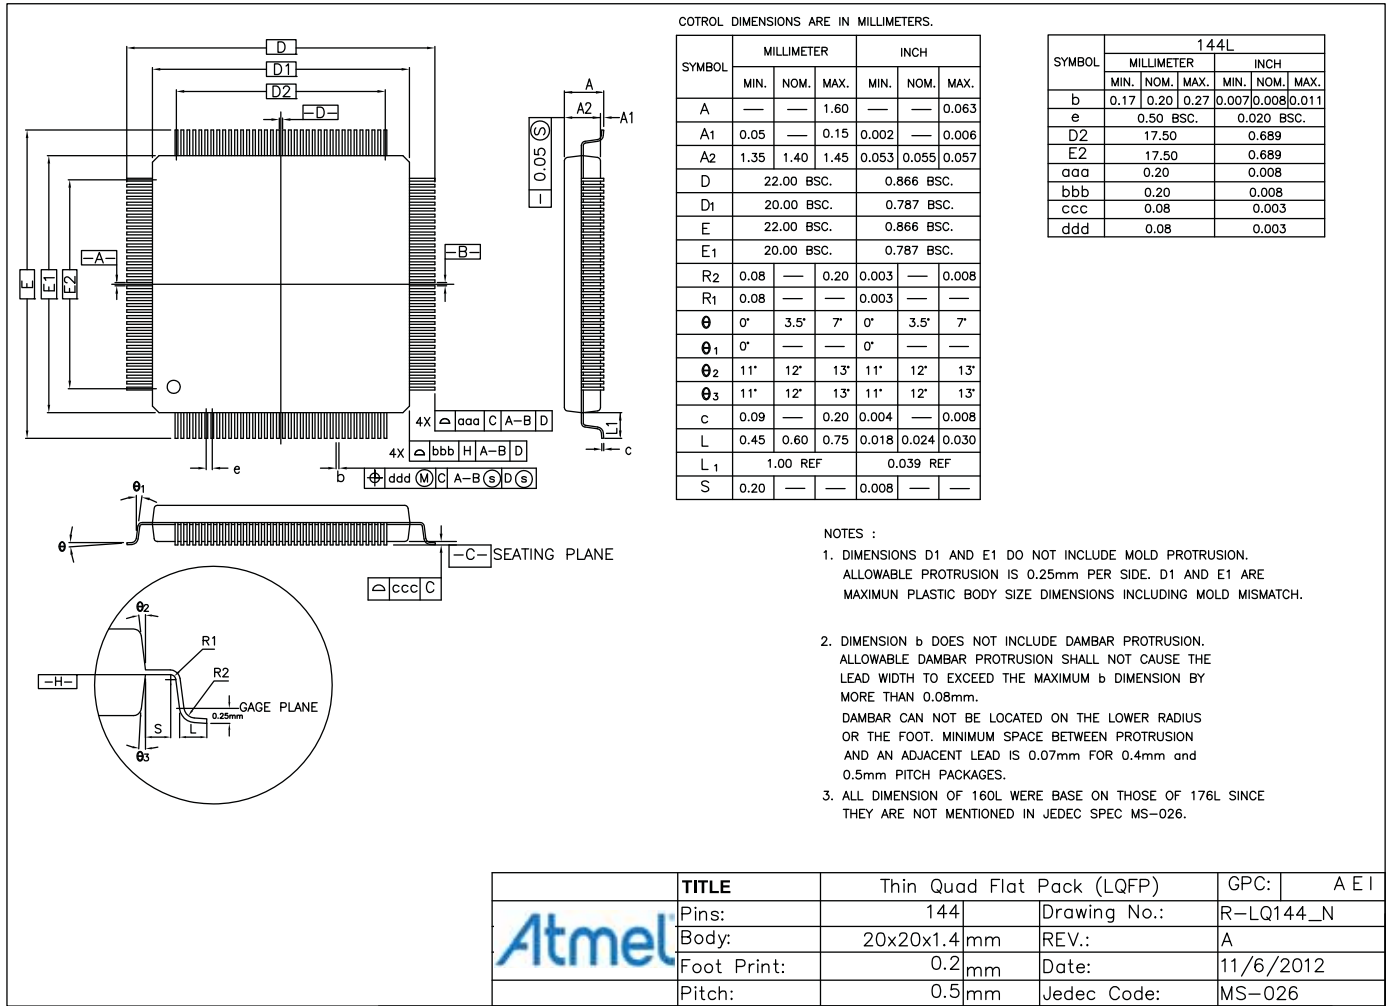 COTROL DIMENSIONS ARE IN MILLIMETERS.
SYMBOL MILLIMETER INCH
MIN. NOM. MAX. MIN. NOM. MAX.
A — — 1.60 — — 0.063
A1 0.05 — 0.15 0.002 — 0.006
A2 1.35 1.40 1.45 0.053 0.055 0.057
D 22.00 BSC. 0.866 BSC.
D1 20.00 BSC. 0.787 BSC.
E 22.00 BSC. 0.866 BSC.
E1 20.00 BSC. 0.787 BSC.
R2 0.08 — 0.20 0.003 — 0.008
R1 0.08 — — 0.003 — —
θ 0° 3.5° 7° 0° 3.5° 7°
θ1 0° — — 0° — —
θ2 11° 12° 13° 11° 12° 13°
θ3 11° 12° 13° 11° 12° 13°
c 0.09 — 0.20 0.004 — 0.008
L 0.45 0.60 0.75 0.018 0.024 0.030
L1 1.00 REF 0.039 REF
S 0.20 — — 0.008 — —
144L
SYMBOL MILLIMETER INCH
MIN. NOM. MAX. MIN. NOM. MAX.
b 0.17 0.20 0.27 0.007 0.008 0.011
e 0.50 BSC. 0.020 BSC.
D2 17.50 0.689
E2 17.50 0.689
aaa 0.20 0.008
bbb 0.20 0.008
ccc 0.08 0.003
ddd 0.08 0.003
D
D1
D2
-D-
-A-
-B-
E
E1
E2
A
A2
A1
0.05 Ⓢ
L1
c
4X ⌓ aaa C A-B D
4X ⌓ bbb H A-B D
e
b
⌖ ddd Ⓜ C A-B Ⓢ D Ⓢ
θ1
θ
-C- SEATING PLANE
⌓ ccc C
θ2
R1
R2
-H-
GAGE PLANE
0.25mm
S
L
θ3
NOTES :
1. DIMENSIONS D1 AND E1 DO NOT INCLUDE MOLD PROTRUSION.
ALLOWABLE PROTRUSION IS 0.25mm PER SIDE. D1 AND E1 ARE
MAXIMUN PLASTIC BODY SIZE DIMENSIONS INCLUDING MOLD MISMATCH.
2. DIMENSION b DOES NOT INCLUDE DAMBAR PROTRUSION.
ALLOWABLE DAMBAR PROTRUSION SHALL NOT CAUSE THE
LEAD WIDTH TO EXCEED THE MAXIMUM b DIMENSION BY
MORE THAN 0.08mm.
DAMBAR CAN NOT BE LOCATED ON THE LOWER RADIUS
OR THE FOOT. MINIMUM SPACE BETWEEN PROTRUSION
AND AN ADJACENT LEAD IS 0.07mm FOR 0.4mm and
0.5mm PITCH PACKAGES.
3. ALL DIMENSION OF 160L WERE BASE ON THOSE OF 176L SINCE
THEY ARE NOT MENTIONED IN JEDEC SPEC MS-026.
Atmel
TITLE Thin Quad Flat Pack (LQFP) GPC: AEI
Pins: 144 Drawing No.: R-LQ144_N
Body: 20x20x1.4 mm REV.: A
Foot Print: 0.2 mm Date: 11/6/2012
Pitch: 0.5 mm Jedec Code: MS-026